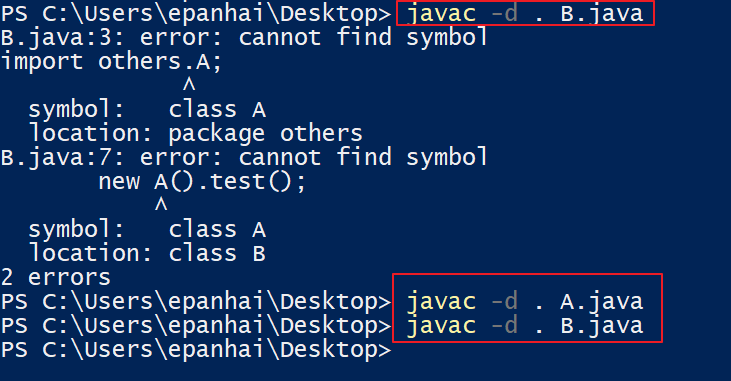 PS C:\Users\epanhai\Desktop> javac -d . B.java
B.java:3: error: cannot find symbol
import others.A;
^
symbol:   class A
location: package others
B.java:7: error: cannot find symbol
new A().test();
^
symbol:   class A
location: class B
2 errors
PS C:\Users\epanhai\Desktop> javac -d . A.java
PS C:\Users\epanhai\Desktop> javac -d . B.java
PS C:\Users\epanhai\Desktop>